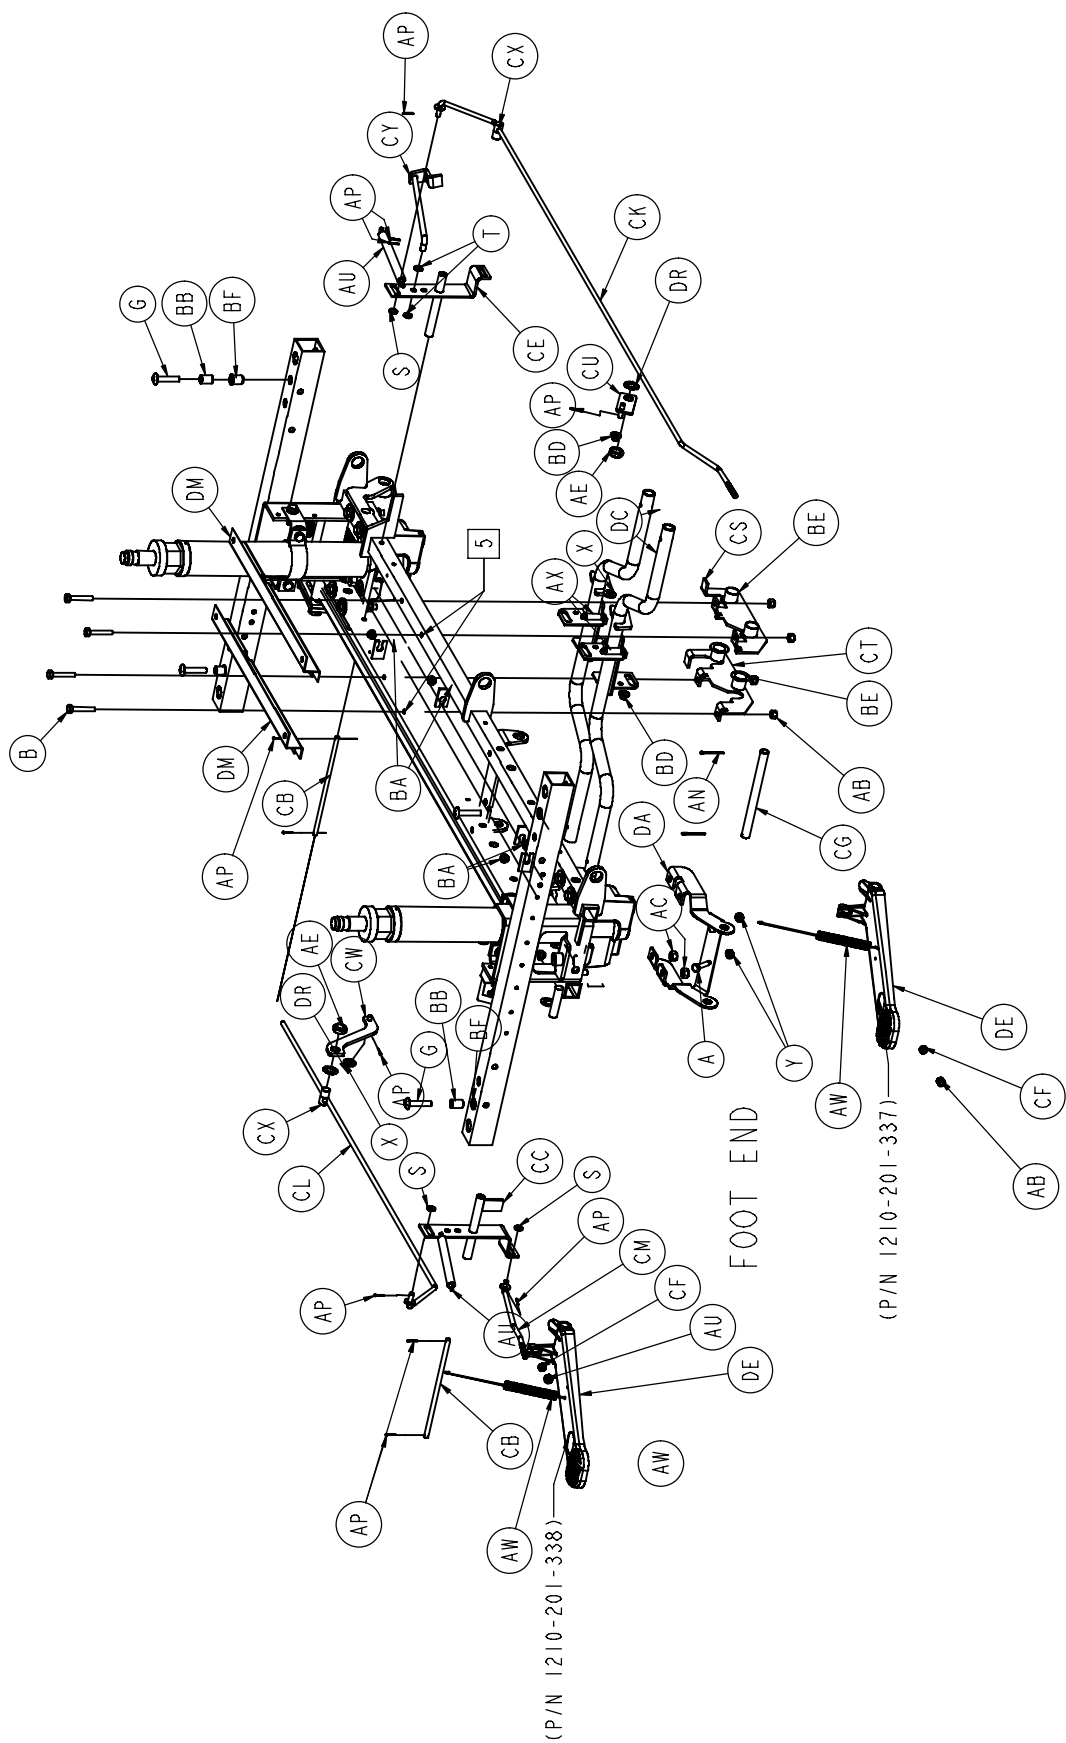 AP
CX
CY
AP
AU
T
CK
DR
G
BB
BF
S
CE
CU
AP
BD
AE
DM
DC
X
AX
5
CS
BE
CT
BE
B
DM
AP
CB
BA
BD
AN
AB
AP
BA
DA
AC
CG
AE
CW
DR
BB
BF
G
AP
A
Y
AW
DE
CF
AB
CX
X
CL
S
CC
S
AP
CM
CF
AU
AU
DE
AP
CB
AW
AW
AP
1
FOOT END
(P/N 1210-201-337)
(P/N 1210-201-338)